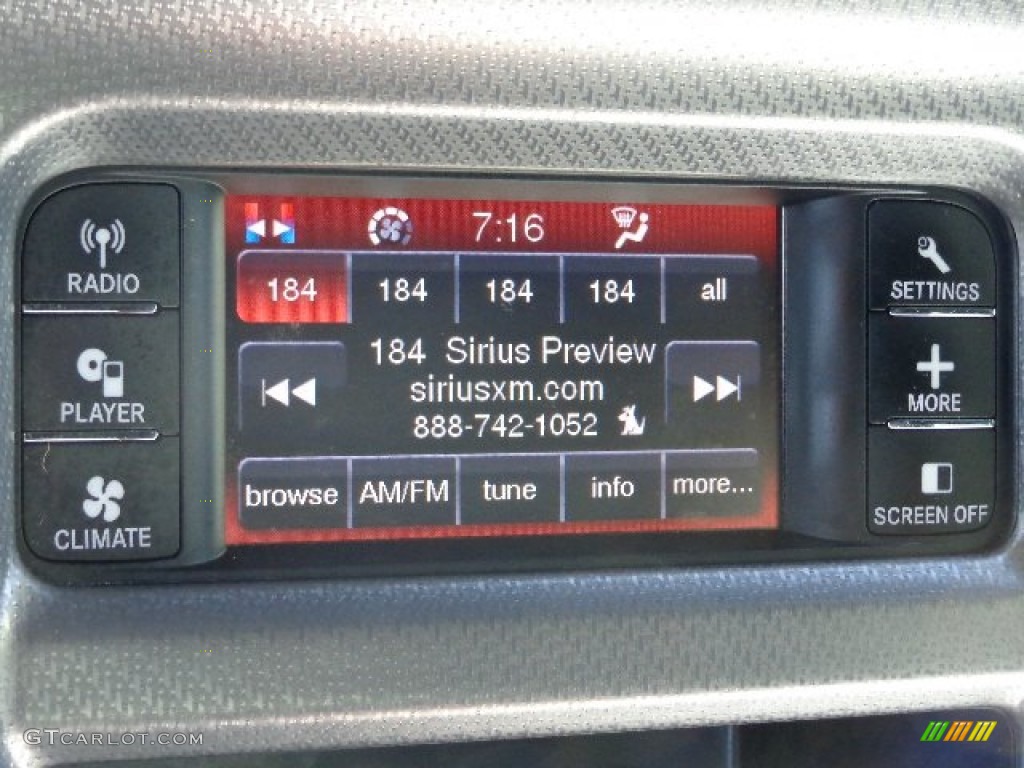 7:16
184 184 184 184 all
184 Sirius Preview
siriusxm.com
888-742-1052
browse AM/FM tune info more...
RADIO
PLAYER
CLIMATE
SETTINGS
MORE
SCREEN OFF
GTCARLOT.COM